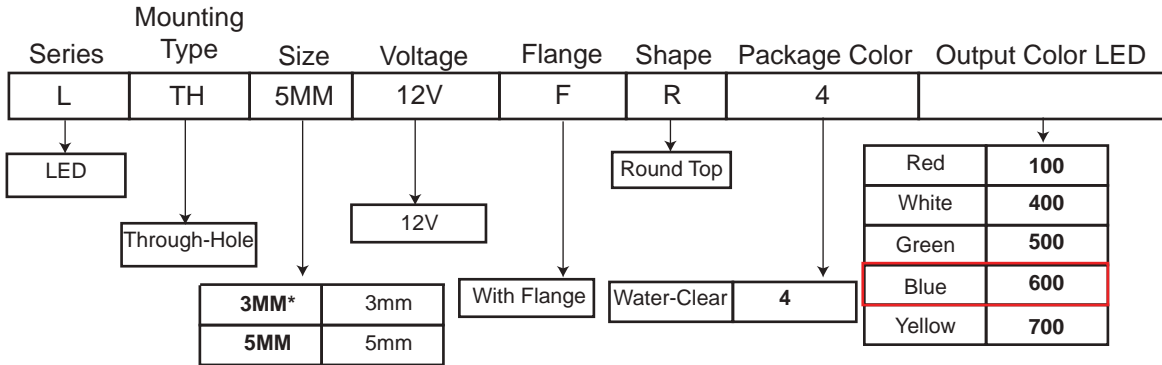 Series Mounting Type Size Voltage Flange Shape Package Color Output Color LED
L TH 5MM 12V F R 4
LED
Through-Hole
3MM* 3mm
5MM 5mm
12V
With Flange
Round Top
Water-Clear 4
Red 100
White 400
Green 500
Blue 600
Yellow 700